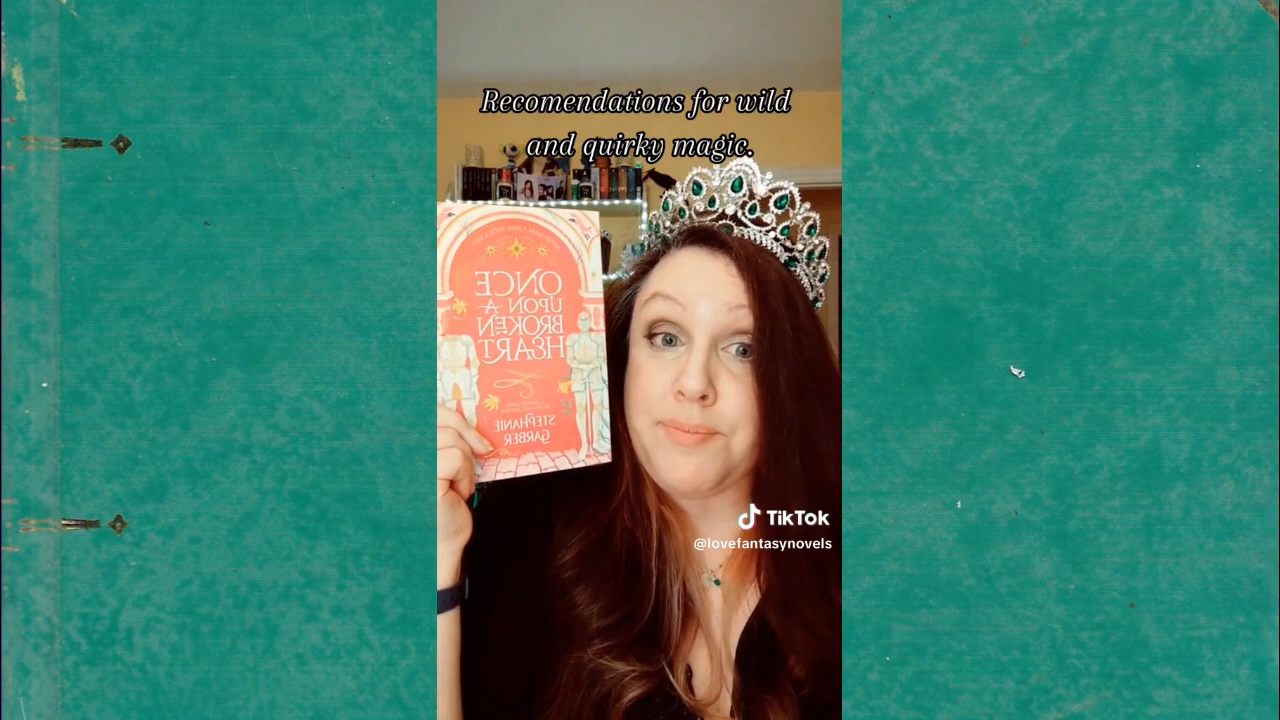 Recomendations for wild
and quirky magic.
ONCE
UPON A
BROKEN
HEART
STEPHANIE
GARBER
TikTok
@lovefantasynovels